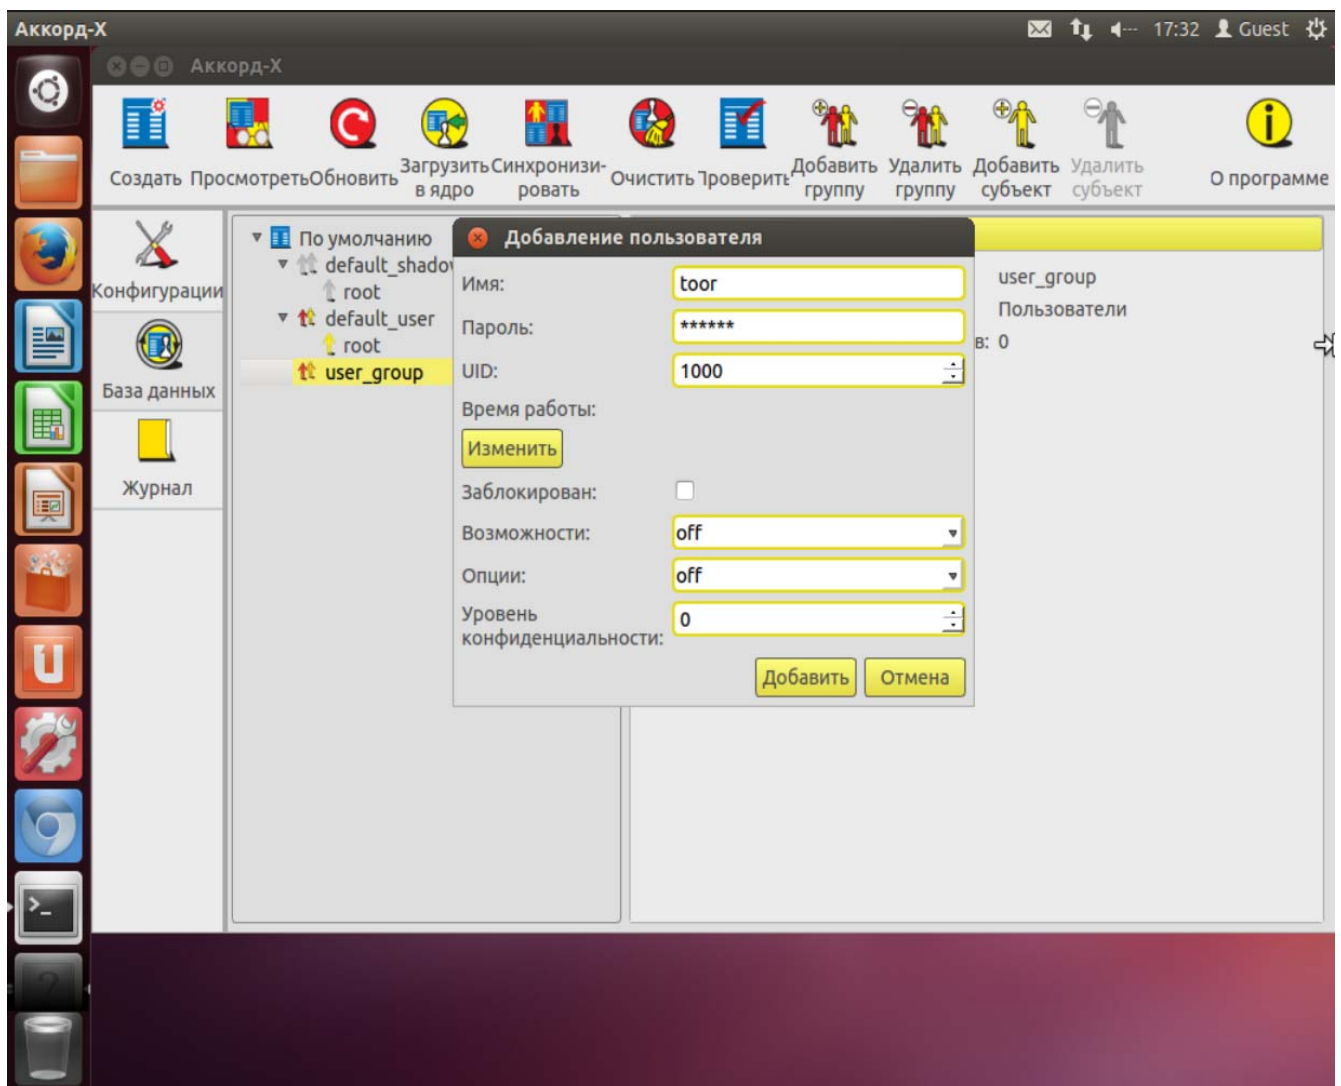 Аккорд-X
17:32 Guest
Аккорд-X
Создать
Просмотреть
Обновить
Загрузить
в ядро
Синхронизи-
ровать
Очистить
Проверить
Добавить
группу
Удалить
группу
Добавить
субъект
Удалить
субъект
О программе
Конфигурации
База данных
Журнал
По умолчанию
default_shadov
root
default_user
root
user_group
Добавление пользователя
Имя: toor
Пароль: ******
UID: 1000
Время работы:
Изменить
Заблокирован:
Возможности: off
Опции: off
Уровень
конфиденциальности: 0
Добавить Отмена
user_group
Пользователи
в: 0